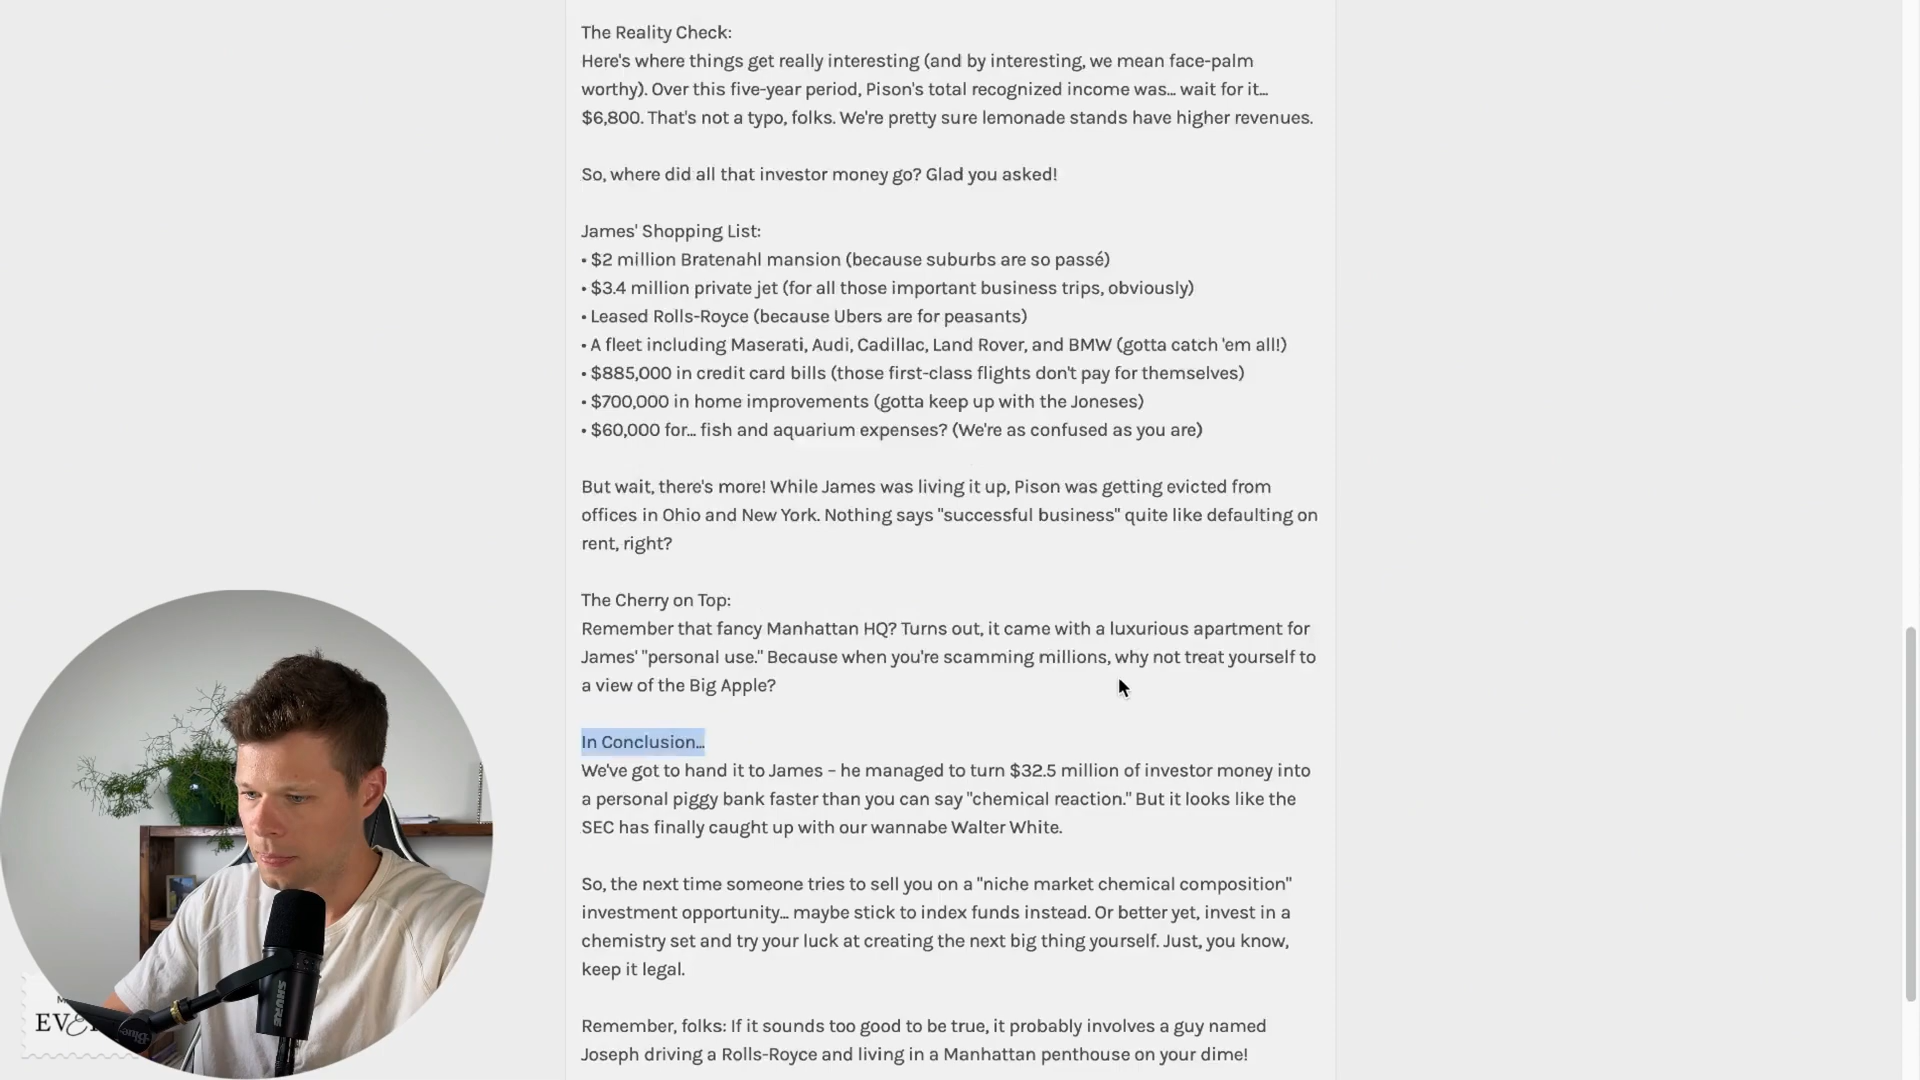 The Reality Check:
Here's where things get really interesting (and by interesting, we mean face-palm
worthy). Over this five-year period, Pison's total recognized income was... wait for it...
$6,800. That's not a typo, folks. We're pretty sure lemonade stands have higher revenues.
So, where did all that investor money go? Glad you asked!
James' Shopping List:
• $2 million Bratenahl mansion (because suburbs are so passé)
• $3.4 million private jet (for all those important business trips, obviously)
• Leased Rolls-Royce (because Ubers are for peasants)
• A fleet including Maserati, Audi, Cadillac, Land Rover, and BMW (gotta catch 'em all!)
• $885,000 in credit card bills (those first-class flights don't pay for themselves)
• $700,000 in home improvements (gotta keep up with the Joneses)
• $60,000 for... fish and aquarium expenses? (We're as confused as you are)
But wait, there's more! While James was living it up, Pison was getting evicted from
offices in Ohio and New York. Nothing says "successful business" quite like defaulting on
rent, right?
The Cherry on Top:
Remember that fancy Manhattan HQ? Turns out, it came with a luxurious apartment for
James' "personal use." Because when you're scamming millions, why not treat yourself to
a view of the Big Apple?
In Conclusion...
We've got to hand it to James – he managed to turn $32.5 million of investor money into
a personal piggy bank faster than you can say "chemical reaction." But it looks like the
SEC has finally caught up with our wannabe Walter White.
So, the next time someone tries to sell you on a "niche market chemical composition"
investment opportunity... maybe stick to index funds instead. Or better yet, invest in a
chemistry set and try your luck at creating the next big thing yourself. Just, you know,
keep it legal.
Remember, folks: If it sounds too good to be true, it probably involves a guy named
Joseph driving a Rolls-Royce and living in a Manhattan penthouse on your dime!
SHURE
Blue